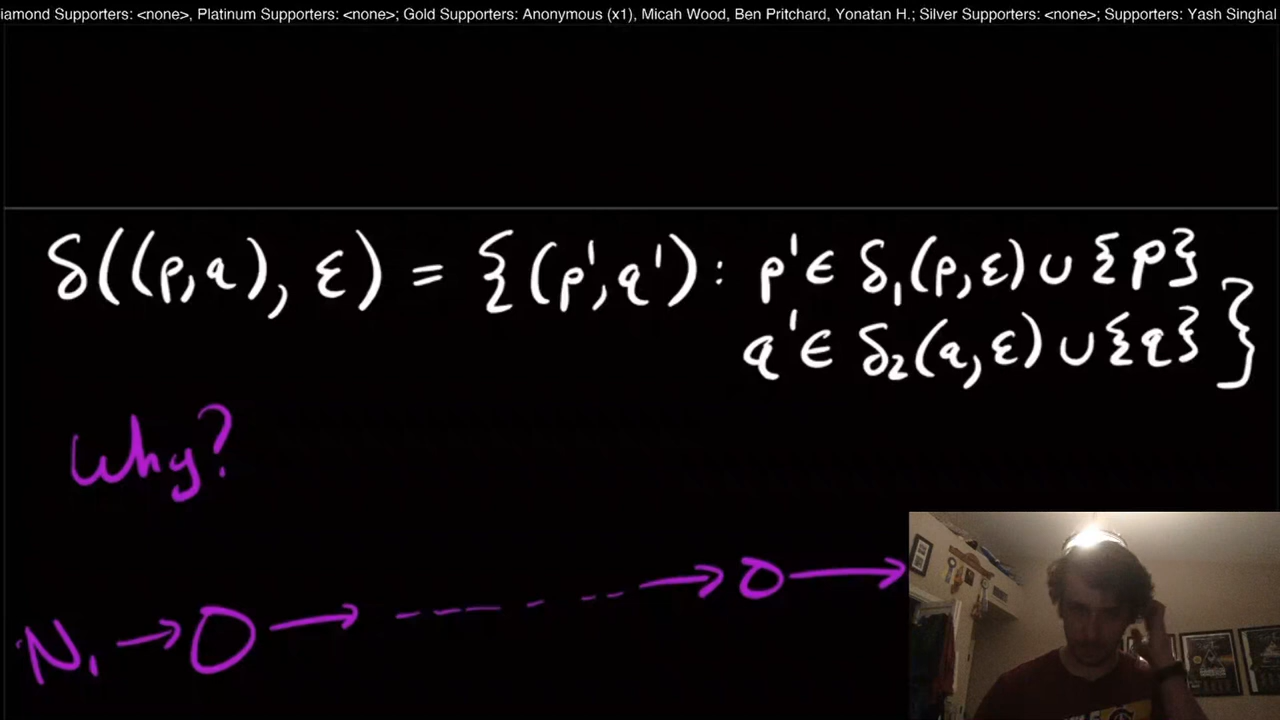 iamond Supporters: <none>, Platinum Supporters: <none>; Gold Supporters: Anonymous (x1), Micah Wood, Ben Pritchard, Yonatan H.; Silver Supporters: <none>; Supporters: Yash Singhal
δ((p,q), ε) = {(p',q') : p' ∈ δ₁(p,ε) ∪ {p}
q' ∈ δ₂(q,ε) ∪ {q} }
Why?
N₁